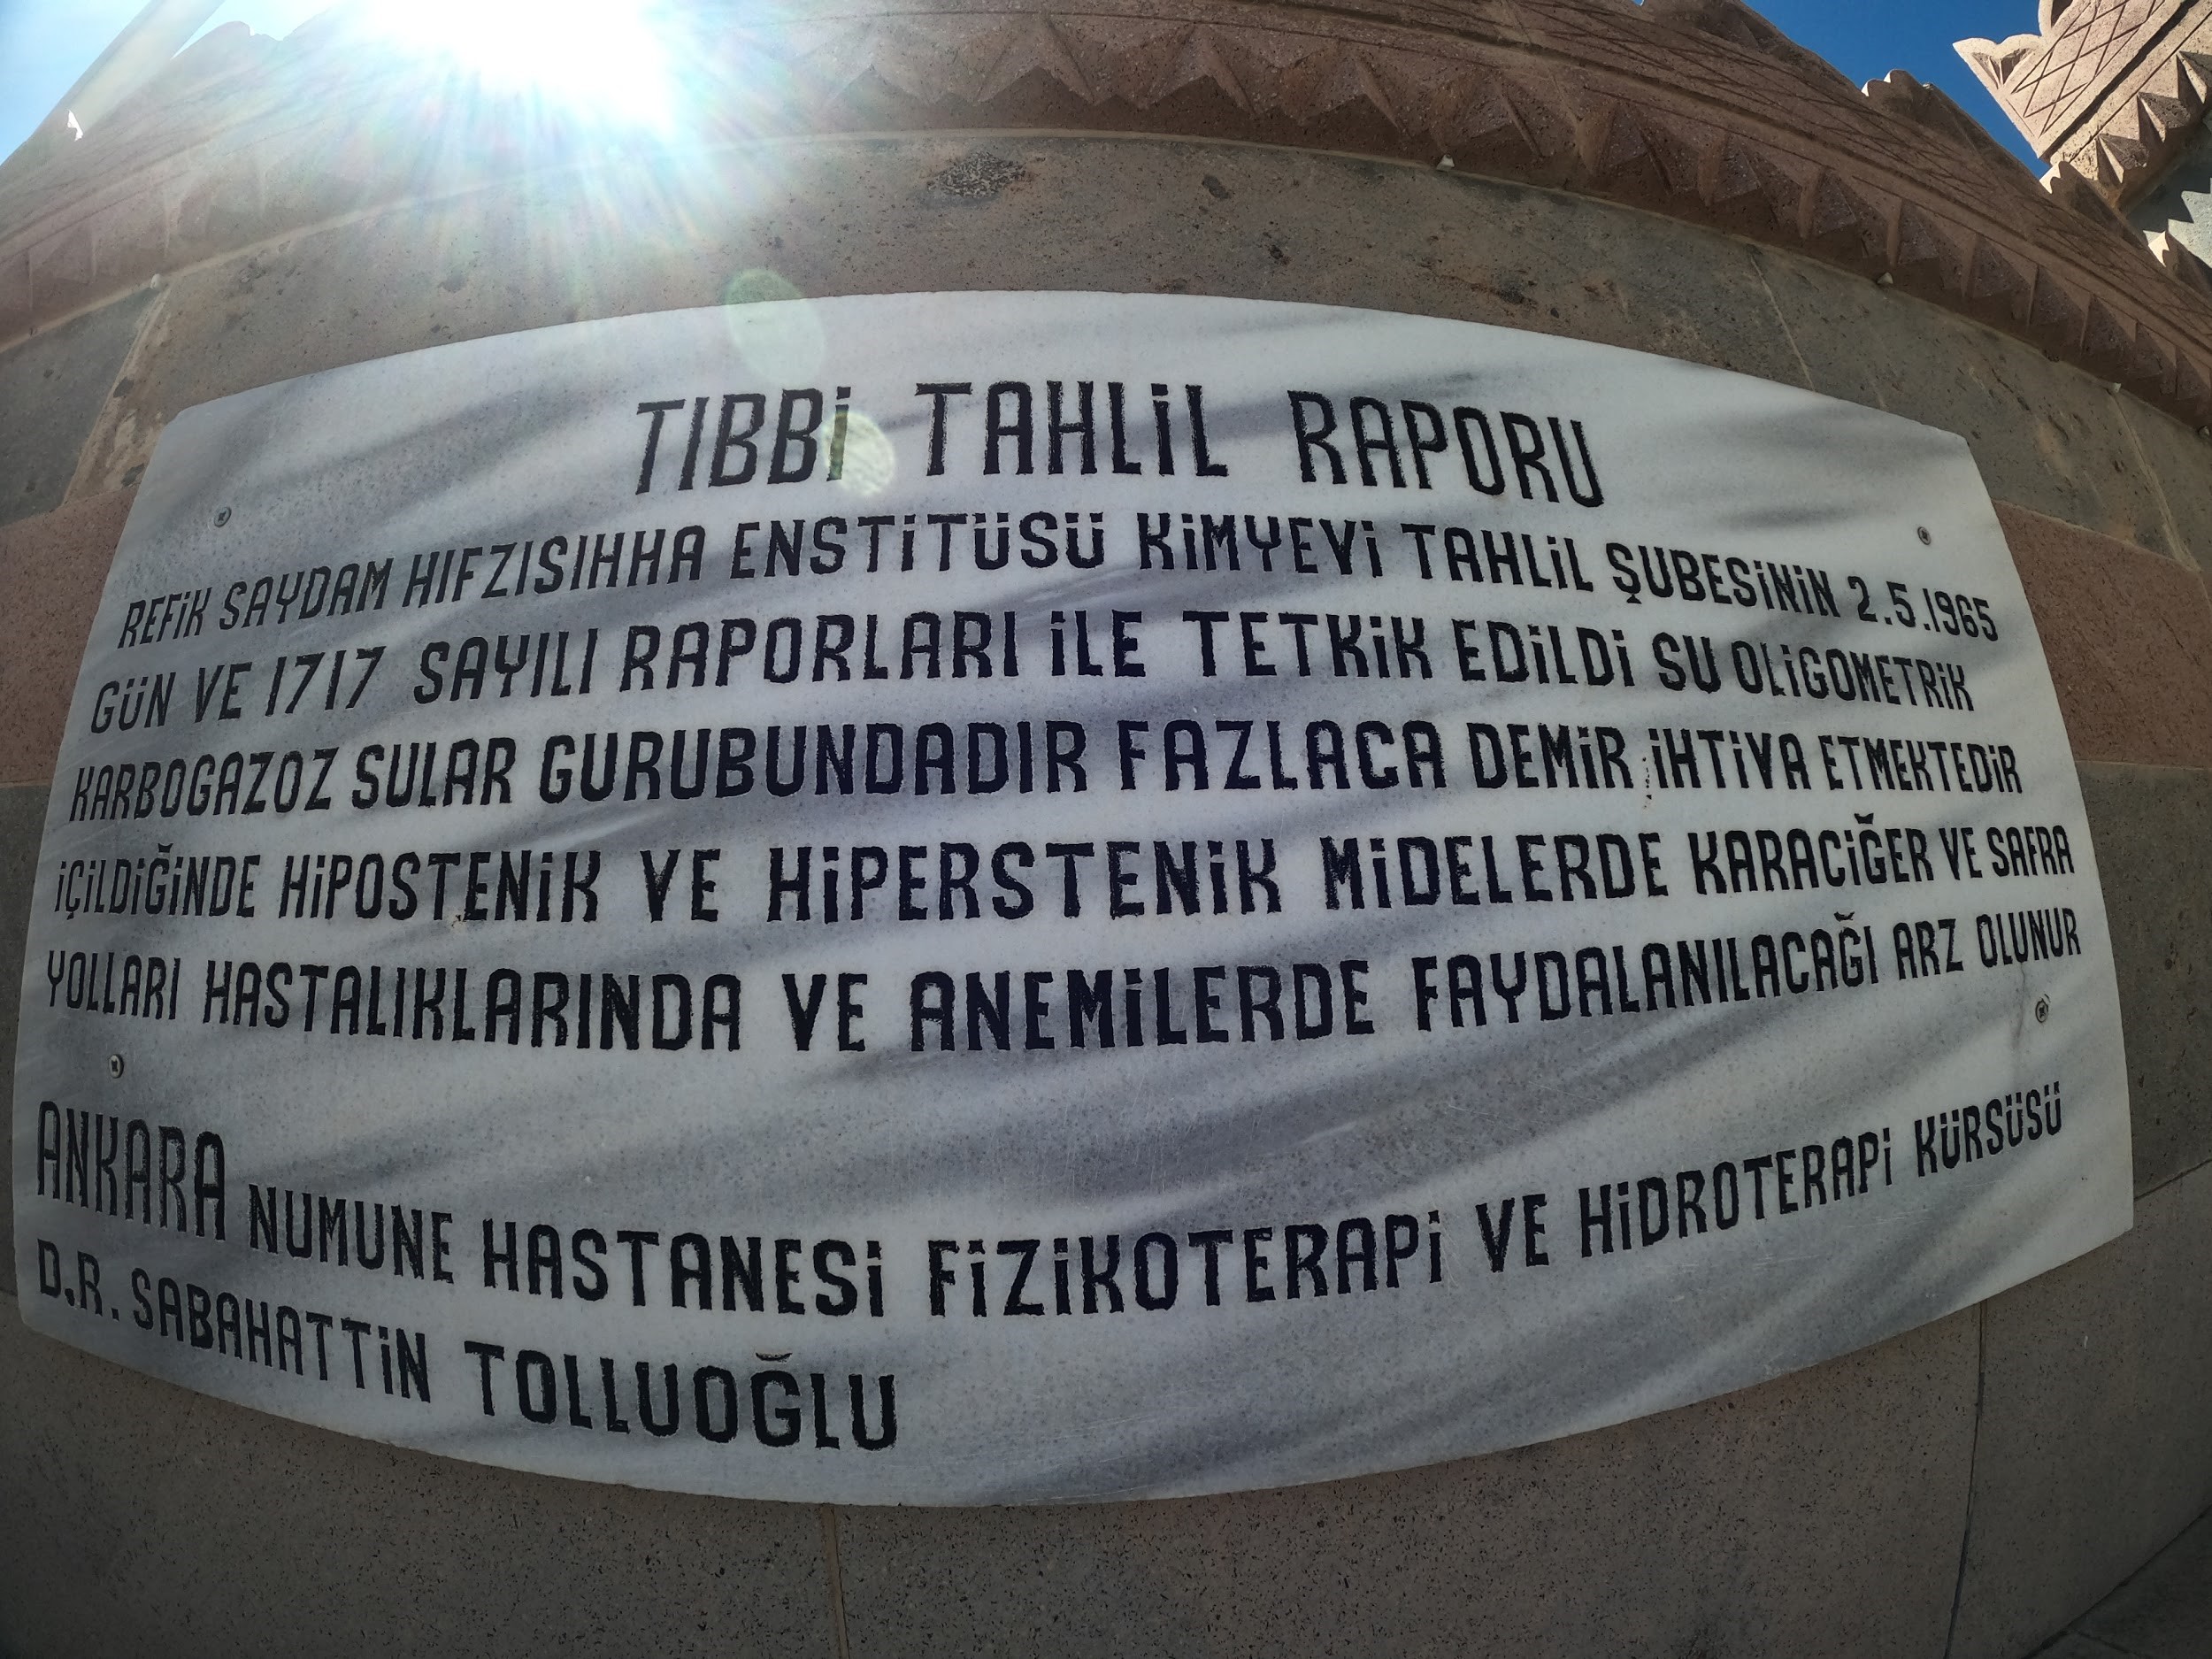 TIBBİ TAHLİL RAPORU
REFİK SAYDAM HIFZISIHHA ENSTİTÜSÜ KİMYEVİ TAHLİL ŞUBESİNİN 2.5.1965
GÜN VE 1717 SAYILI RAPORLARI İLE TETKİK EDİLDİ SU OLİGOMETRİK
KARBOGAZOZ SULAR GURUBUNDADIR FAZLACA DEMİR İHTİVA ETMEKTEDİR
İÇİLDİĞİNDE HİPOSTENİK VE HİPERSTENİK MİDELERDE KARACİĞER VE SAFRA
YOLLARI HASTALIKLARINDA VE ANEMİLERDE FAYDALANILACAĞI ARZ OLUNUR
ANKARA NUMUNE HASTANESİ FİZİKOTERAPİ VE HİDROTERAPİ KÜRSÜSÜ
D.R. SABAHATTİN TOLLUOĞLU